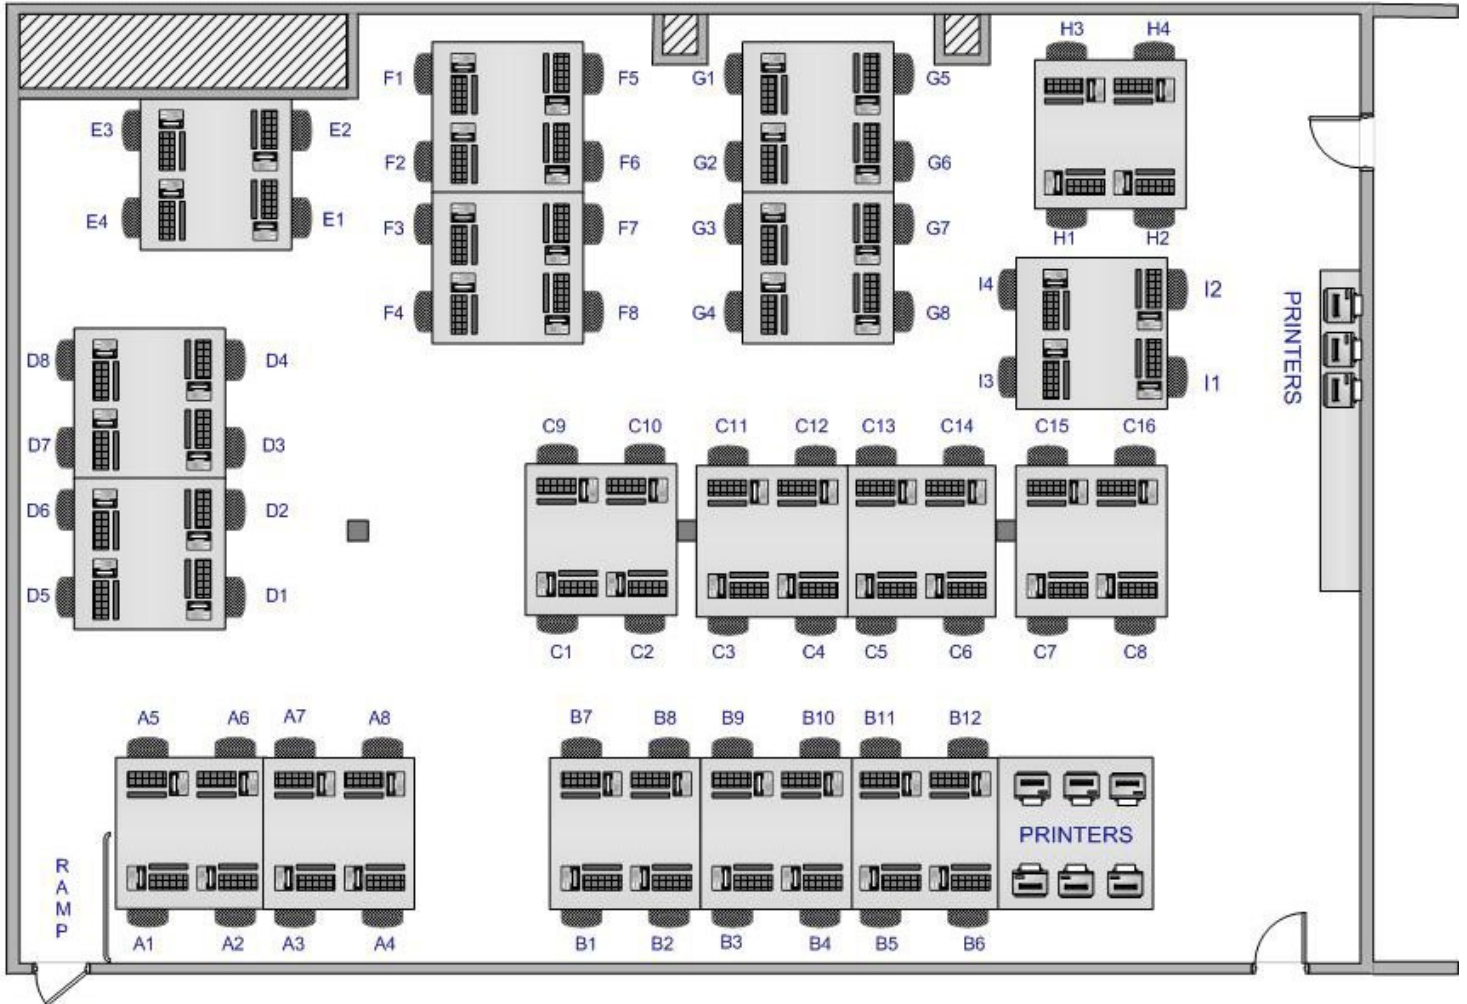 H3 H4
F1 F5 G1 G5
E3 E2
F2 F6 G2 G6
E4 E1 F3 F7 G3 G7 H1 H2
I4 I2
F4 F8 G4 G8
PRINTERS
D8 D4
I3 I1
C9 C10 C11 C12 C13 C14 C15 C16
D7 D3
D6 D2
D5 D1
C1 C2 C3 C4 C5 C6 C7 C8
A5 A6 A7 A8 B7 B8 B9 B10 B11 B12
PRINTERS
RAMP
A1 A2 A3 A4 B1 B2 B3 B4 B5 B6